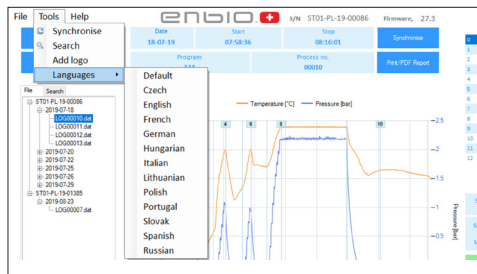 File Tools Help
enbio
S/N ST01-PL-19-00086 Firmware, 27.3
Synchronise
Search
Add logo
Languages
Default
Czech
English
French
German
Hungarian
Italian
Lithuanian
Polish
Portugal
Slovak
Spanish
Russian
Date Start Stop
18-07-19 07:58:36 08:16:01
Synchronise
Program Process no.
00010
Print/PDF Report
File Search
ST01-PL-19-00086
2019-07-18
LOG00010.dat
LOG00011.dat
LOG00012.dat
LOG00013.dat
2019-07-20
2019-07-22
2019-07-25
2019-07-26
2019-07-29
ST01-PL-19-01385
2019-08-23
LOG00007.dat
Temperature [°C] Pressure [bar]
4 6 8 10
-2.5
-2
-1.5
-1
-0.5
Pressure[bar]
0
1
2
3
4
5
6
7
8
9
10
11
12